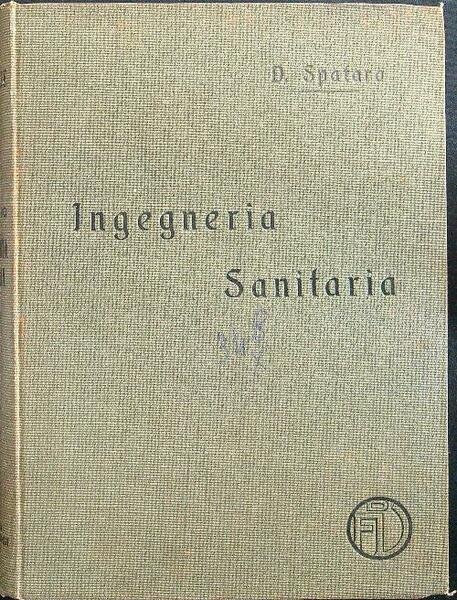 D. Spataro
Ingegneria
Sanitaria